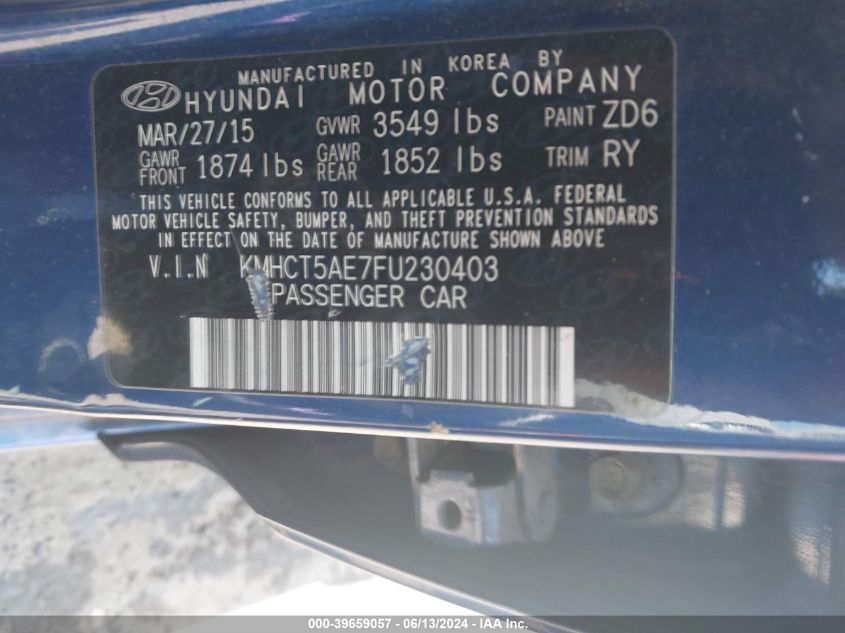 MANUFACTURED IN KOREA BY
HYUNDAI MOTOR COMPANY
MAR/27/15 GVWR 3549 lbs PAINT ZD6
GAWR FRONT 1874 lbs GAWR REAR 1852 lbs TRIM RY
THIS VEHICLE CONFORMS TO ALL APPLICABLE U.S.A. FEDERAL
MOTOR VEHICLE SAFETY, BUMPER, AND THEFT PREVENTION STANDARDS
IN EFFECT ON THE DATE OF MANUFACTURE SHOWN ABOVE
V.I.N KMHCT5AE7FU230403
PASSENGER CAR
000-39659057 - 06/13/2024 - IAA Inc.